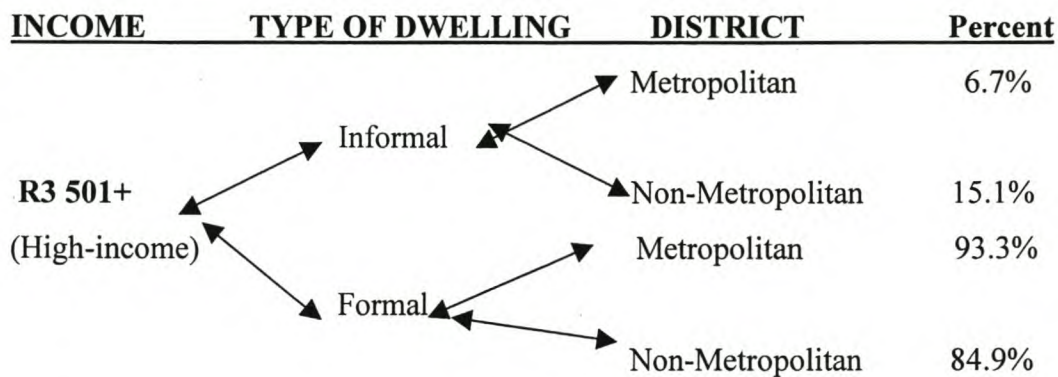 INCOME TYPE OF DWELLING DISTRICT Percent
Metropolitan 6.7%
Informal
R3 501+ Non-Metropolitan 15.1%
(High-income) Metropolitan 93.3%
Formal
Non-Metropolitan 84.9%